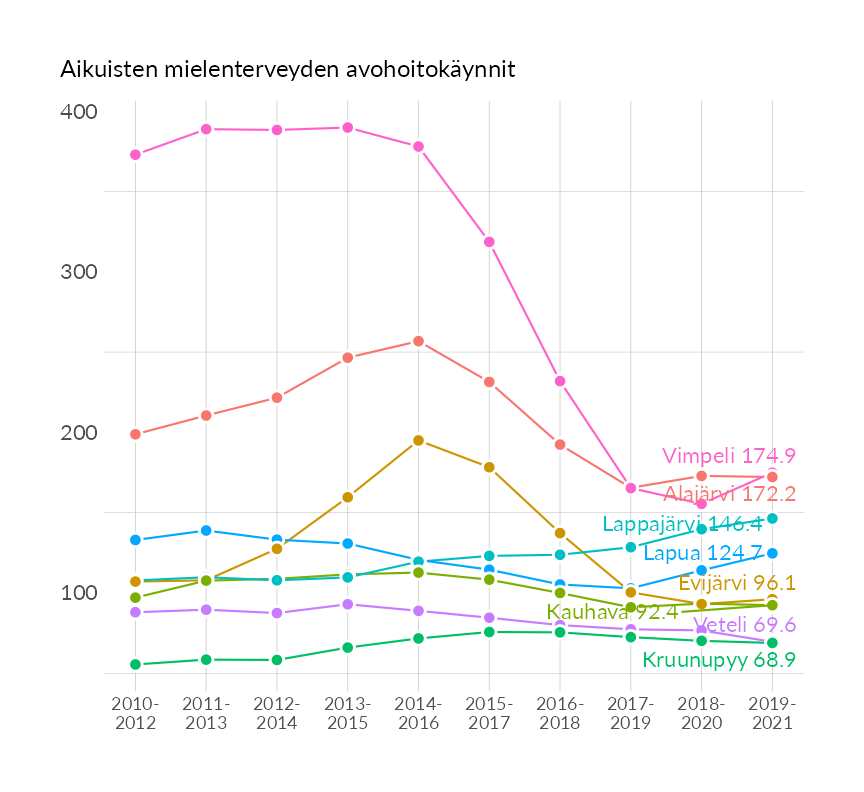 Aikuisten mielenterveyden avohoitokäynnit
400
300
200
100
Vimpeli 174.9
Alajärvi 172.2
Lappajärvi 146.4
Lapua 124.7
Evijärvi 96.1
Kauhava 92.4
Veteli 69.6
Kruunupyy 68.9
2010- 2011- 2012- 2013- 2014- 2015- 2016- 2017- 2018- 2019-
2012 2013 2014 2015 2016 2017 2018 2019 2020 2021